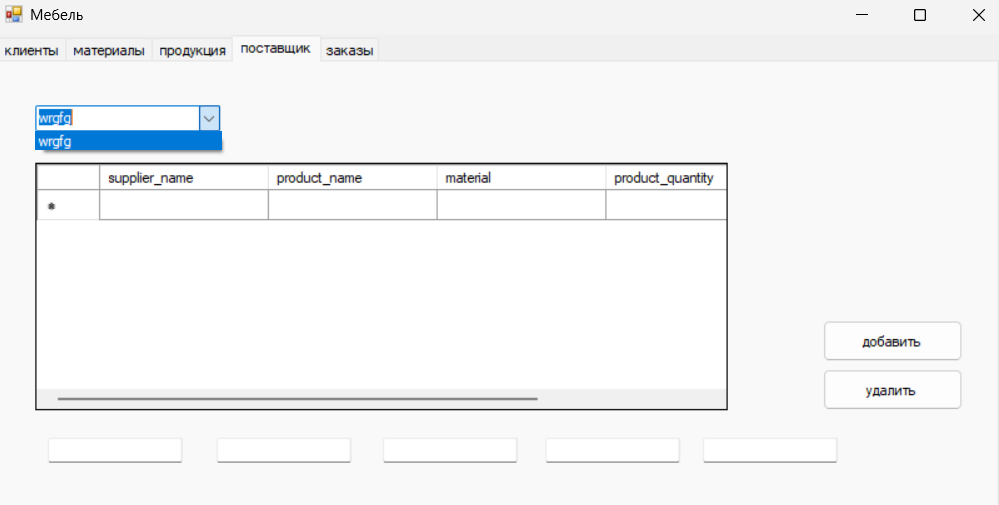 Мебель
клиенты материалы продукция поставщик заказы
wrgfg
wrgfg
supplier_name product_name material product_quantity
*
добавить
удалить